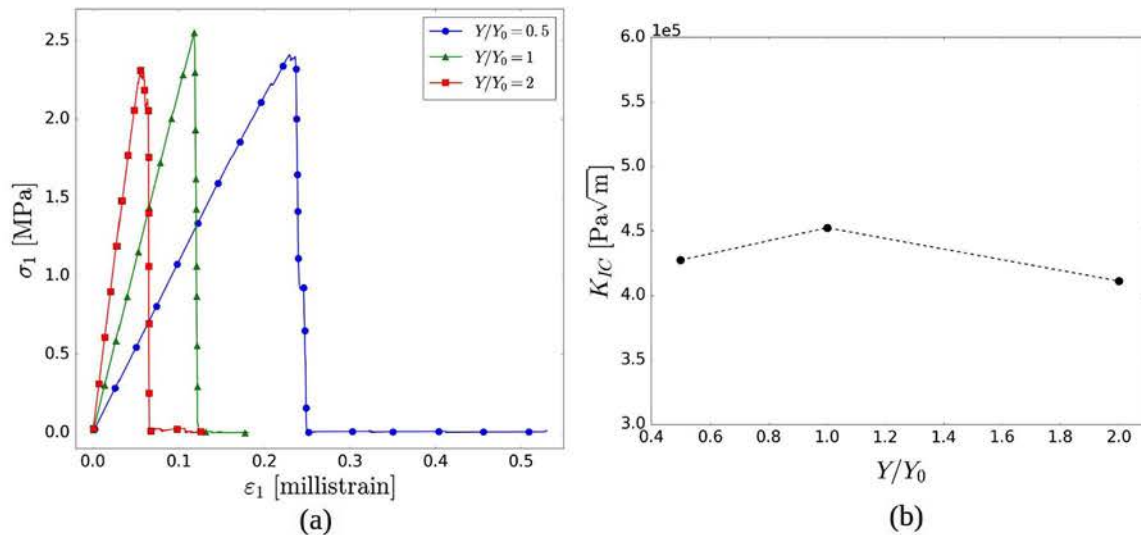 2.5
2.0
1.5
1.0
0.5
0.0
σ₁ [MPa]
Y/Y₀ = 0.5
Y/Y₀ = 1
Y/Y₀ = 2
0.0 0.1 0.2 0.3 0.4 0.5
ε₁ [millistrain]
(a)
1e5
6.0
5.5
5.0
4.5
4.0
3.5
3.0
K_IC [Pa√m]
0.4 0.6 0.8 1.0 1.2 1.4 1.6 1.8 2.0
Y/Y₀
(b)